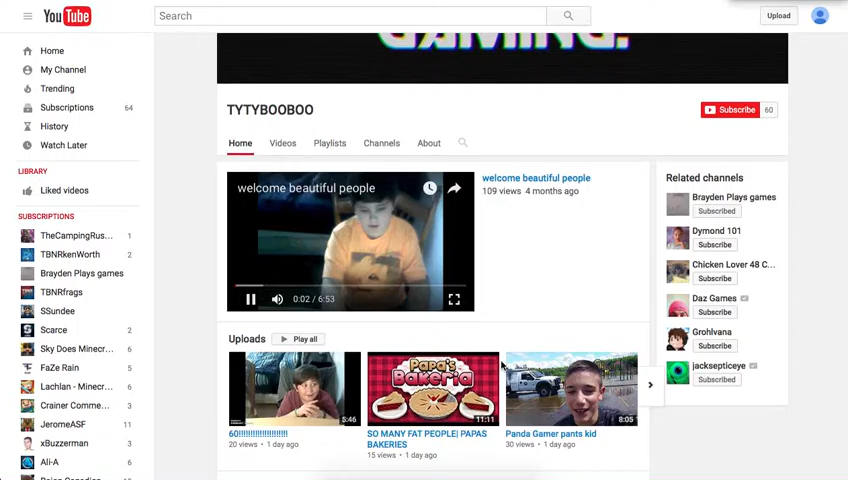 YouTube
Search
Upload
Home
My Channel
Trending
Subscriptions 64
History
Watch Later
LIBRARY
Liked videos
SUBSCRIPTIONS
TheCampingRus... 1
TBNRkenWorth 2
Brayden Plays games
TBNRfrags
SSundee
Scarce 2
Sky Does Minecr... 4
FaZe Rain 5
Lachlan - Minecr... 6
Crainer Comme... 2
JeromeASF 11
xBuzzerman 3
Ali-A 6
GAMING.
TYTYBOOBOO
Subscribe 60
Home Videos Playlists Channels About
welcome beautiful people
0:02 / 6:53
welcome beautiful people
109 views 4 months ago
Uploads Play all
5:46
60!!!!!!!!!!!!!!!!!!!!!!!
20 views • 1 day ago
Papa's
Bakeria
11:11
SO MANY FAT PEOPLE| PAPAS
BAKERIES
15 views • 1 day ago
8:05
Panda Gamer pants kid
30 views • 1 day ago
Related channels
Brayden Plays games
Subscribed
Dymond 101
Subscribe
Chicken Lover 48 C...
Subscribe
Daz Games
Subscribe
Grohlvana
Subscribe
jacksepticeye
Subscribed